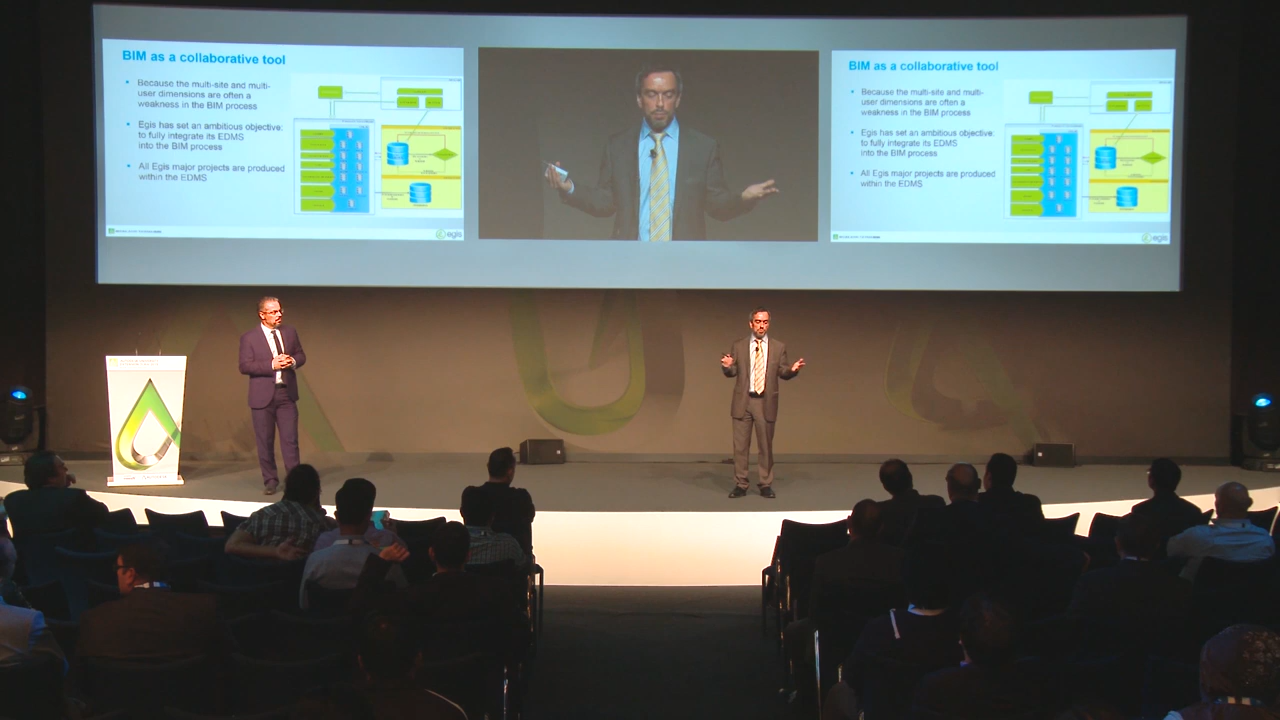 BIM as a collaborative tool
• Because the multi-site and multi-
user dimensions are often a
weakness in the BIM process
• Egis has set an ambitious objective:
to fully integrate its EDMS
into the BIM process
• All Egis major projects are produced
within the EDMS
egis
BIM as a collaborative tool
• Because the multi-site and multi-
user dimensions are often a
weakness in the BIM process
• Egis has set an ambitious objective:
to fully integrate its EDMS
into the BIM process
• All Egis major projects are produced
within the EDMS
egis